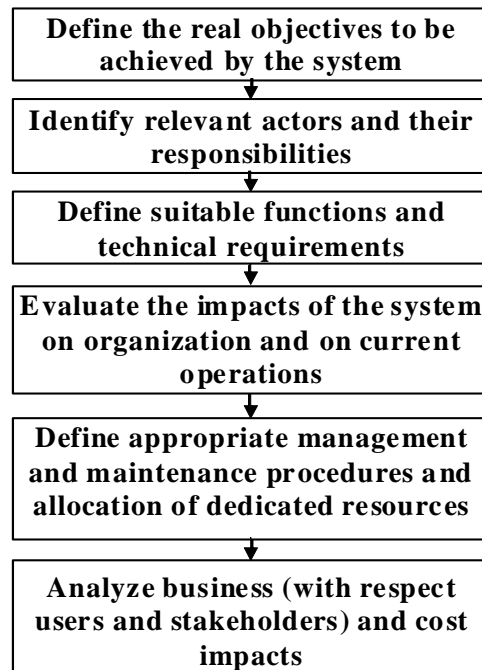 Define the real objectives to be
achieved by the system
Identify relevant actors and their
responsibilities
Define suitable functions and
technical requirements
Evaluate the impacts of the system
on organization and on current
operations
Define appropriate management
and maintenance procedures and
allocation of dedicated resources
Analyze business (with respect
users and stakeholders) and cost
impacts